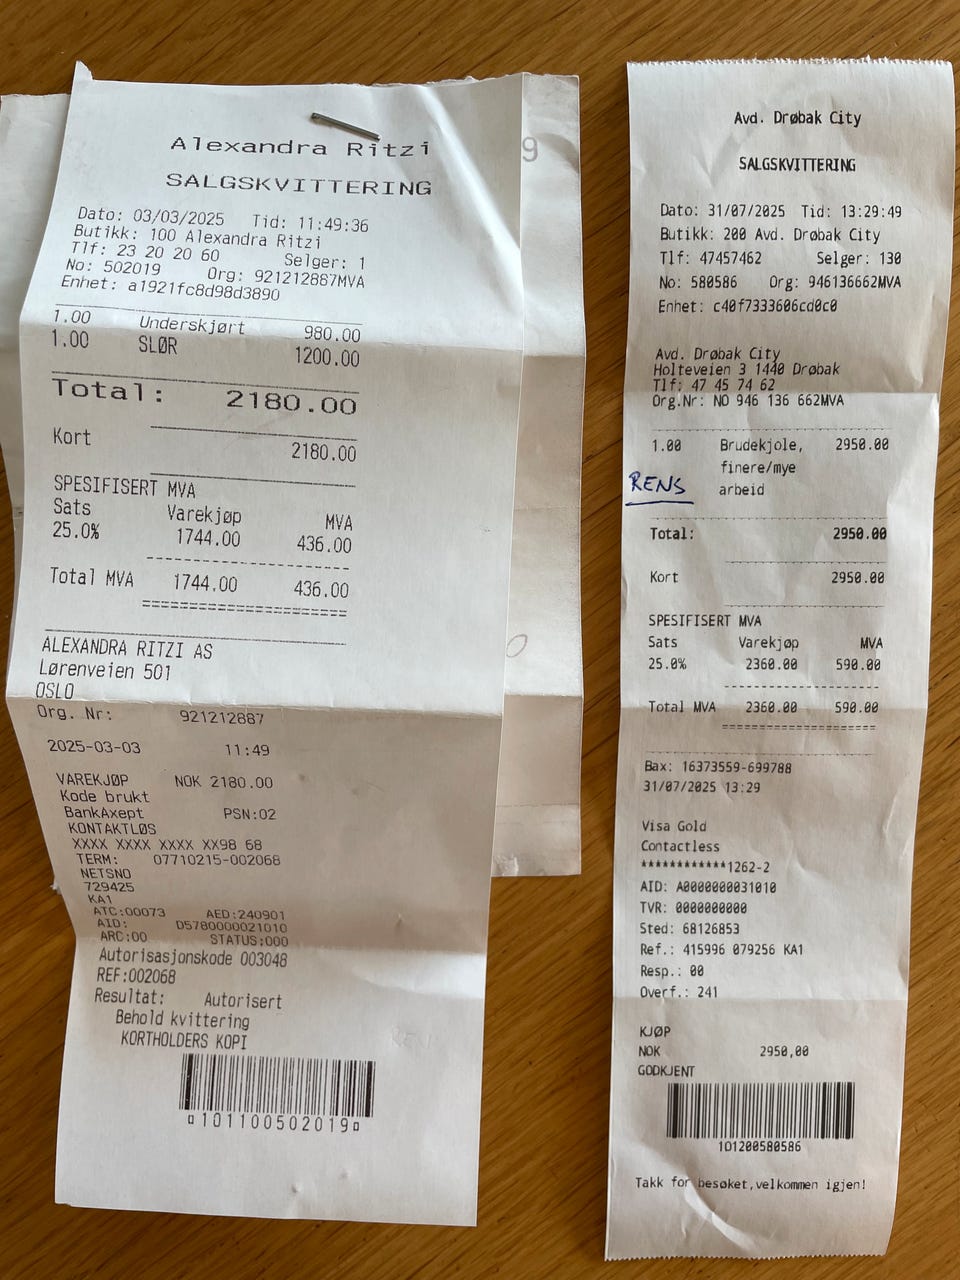 Alexandra Ritzi
SALGSKVITTERING
Dato: 03/03/2025 Tid: 11:49:36
Butikk: 100 Alexandra Ritzi
Tlf: 23 20 20 60 Selger: 1
No: 502019 Org: 921212887MVA
Enhet: a1921fc8d98d3890
1.00 Underskjørt 980.00
1.00 SLØR 1200.00
Total: 2180.00
Kort 2180.00
SPESIFISERT MVA
Sats Varekjøp MVA
25.0% 1744.00 436.00
Total MVA 1744.00 436.00
ALEXANDRA RITZI AS
Lørenveien 501
OSLO
Org. Nr: 921212887
2025-03-03 11:49
VAREKJØP NOK 2180.00
Kode brukt
BankAxept PSN:02
KONTAKTLØS
XXXX XXXX XXXX XX98 68
TERM: 07710215-002068
NETSNO
729425
KA1
ATC:00073 AED:240901
AID: D5780000021010
ARC:00 STATUS:000
Autorisasjonskode 003048
REF:002068
Resultat: Autorisert
Behold kvittering
KORTHOLDERS KOPI
¤101100502019¤
9
Avd. Drøbak City
SALGSKVITTERING
Dato: 31/07/2025 Tid: 13:29:49
Butikk: 200 Avd. Drøbak City
Tlf: 47457462 Selger: 130
No: 580586 Org: 946136662MVA
Enhet: c40f7333606cd0c0
Avd. Drøbak City
Holteveien 3 1440 Drøbak
Tlf: 47 45 74 62
Org.Nr: NO 946 136 662MVA
1.00 Brudekjole, 2950.00
finere/mye
RENS arbeid
Total: 2950.00
Kort 2950.00
SPESIFISERT MVA
Sats Varekjøp MVA
25.0% 2360.00 590.00
Total MVA 2360.00 590.00
Bax: 16373559-699788
31/07/2025 13:29
Visa Gold
Contactless
************1262-2
AID: A0000000031010
TVR: 0000000000
Sted: 68126853
Ref.: 415996 079256 KA1
Resp.: 00
Overf.: 241
KJØP
NOK 2950,00
GODKJENT
101200580586
Takk for besøket,velkommen igjen!